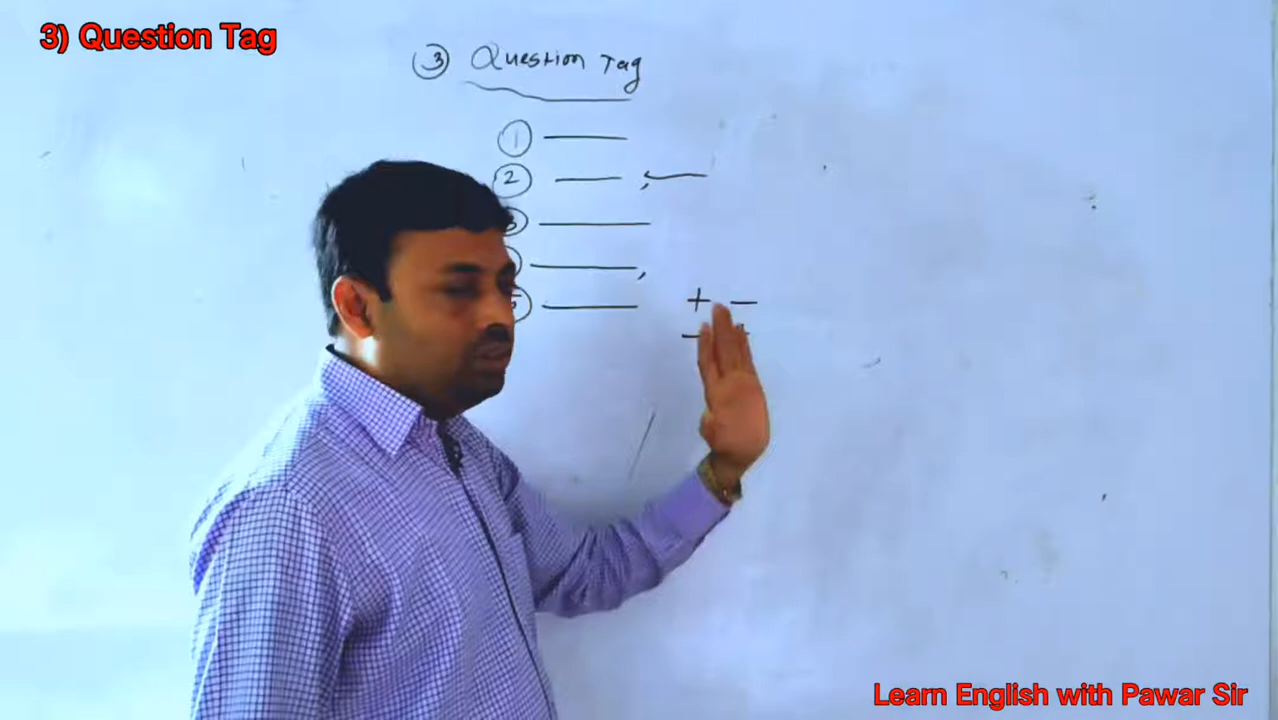 3) Question Tag
③ Question Tag
①
② ,
,
+ −
−
Learn English with Pawar Sir